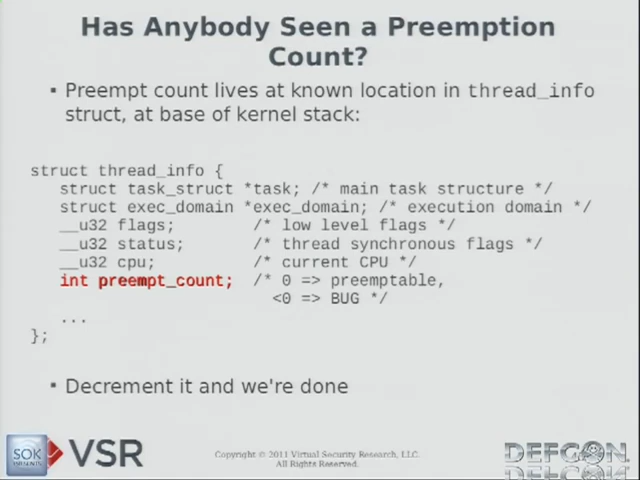 Has Anybody Seen a Preemption
Count?
▪ Preempt count lives at known location in thread_info
struct, at base of kernel stack:
struct thread_info {
struct task_struct *task; /* main task structure */
struct exec_domain *exec_domain; /* execution domain */
__u32 flags; /* low level flags */
__u32 status; /* thread synchronous flags */
__u32 cpu; /* current CPU */
int preempt_count; /* 0 => preemptable,
<0 => BUG */
...
};
▪ Decrement it and we're done
SOK
PRESENTS
VSR
Copyright © 2011 Virtual Security Research, LLC.
All Rights Reserved.
DEFCON